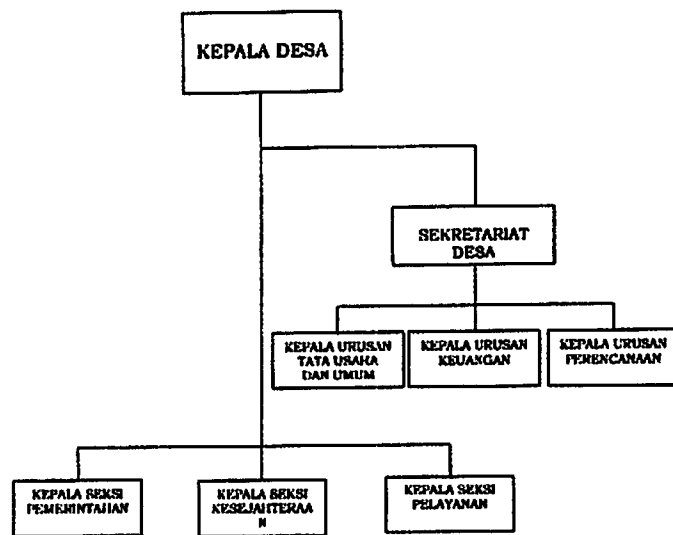 KEPALA DESA
SEKRETARIAT
DESA
KEPALA URUSAN
TATA USAHA
DAN UMUM
KEPALA URUSAN
KEUANGAN
KEPALA URUSAN
PERENCANAAN
KEPALA SEKSI
PEMERINTAHAN
KEPALA SEKSI
KESEJAHTERAA
N
KEPALA SEKSI
PELAYANAN